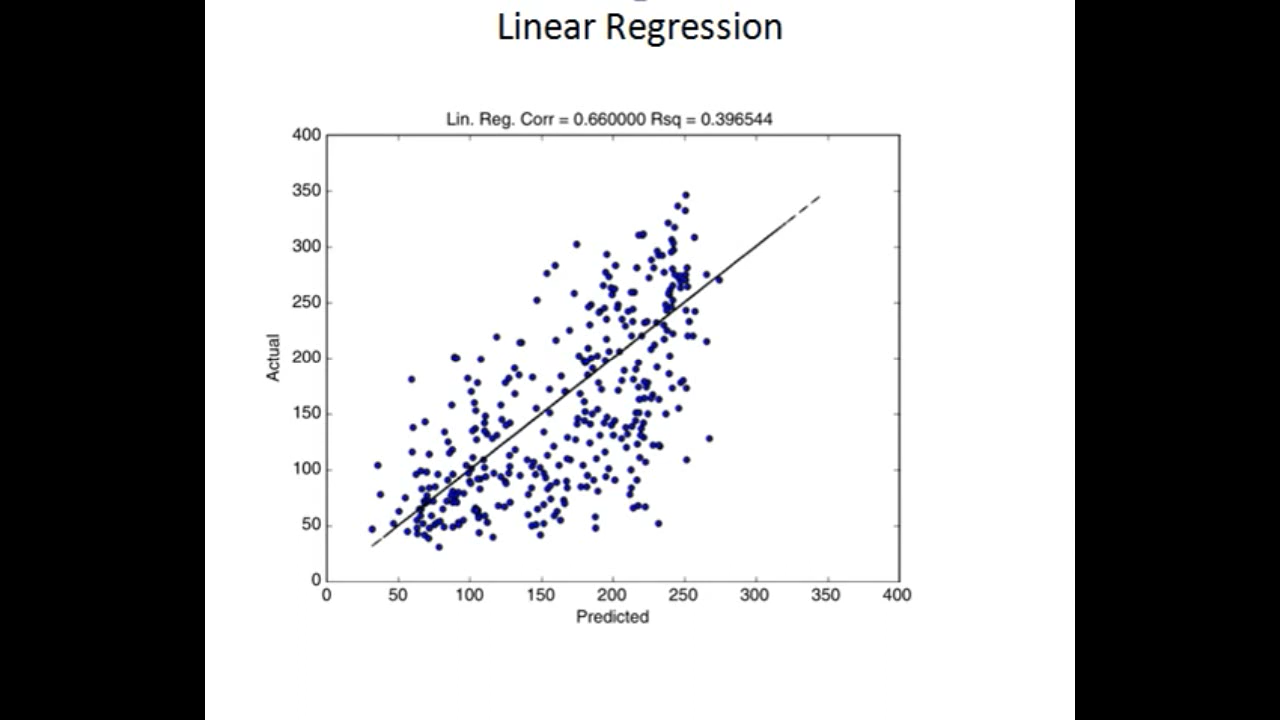 Linear Regression
Lin. Reg. Corr = 0.660000 Rsq = 0.396544
400
350
300
250
200
150
100
50
0
Actual
0 50 100 150 200 250 300 350 400
Predicted